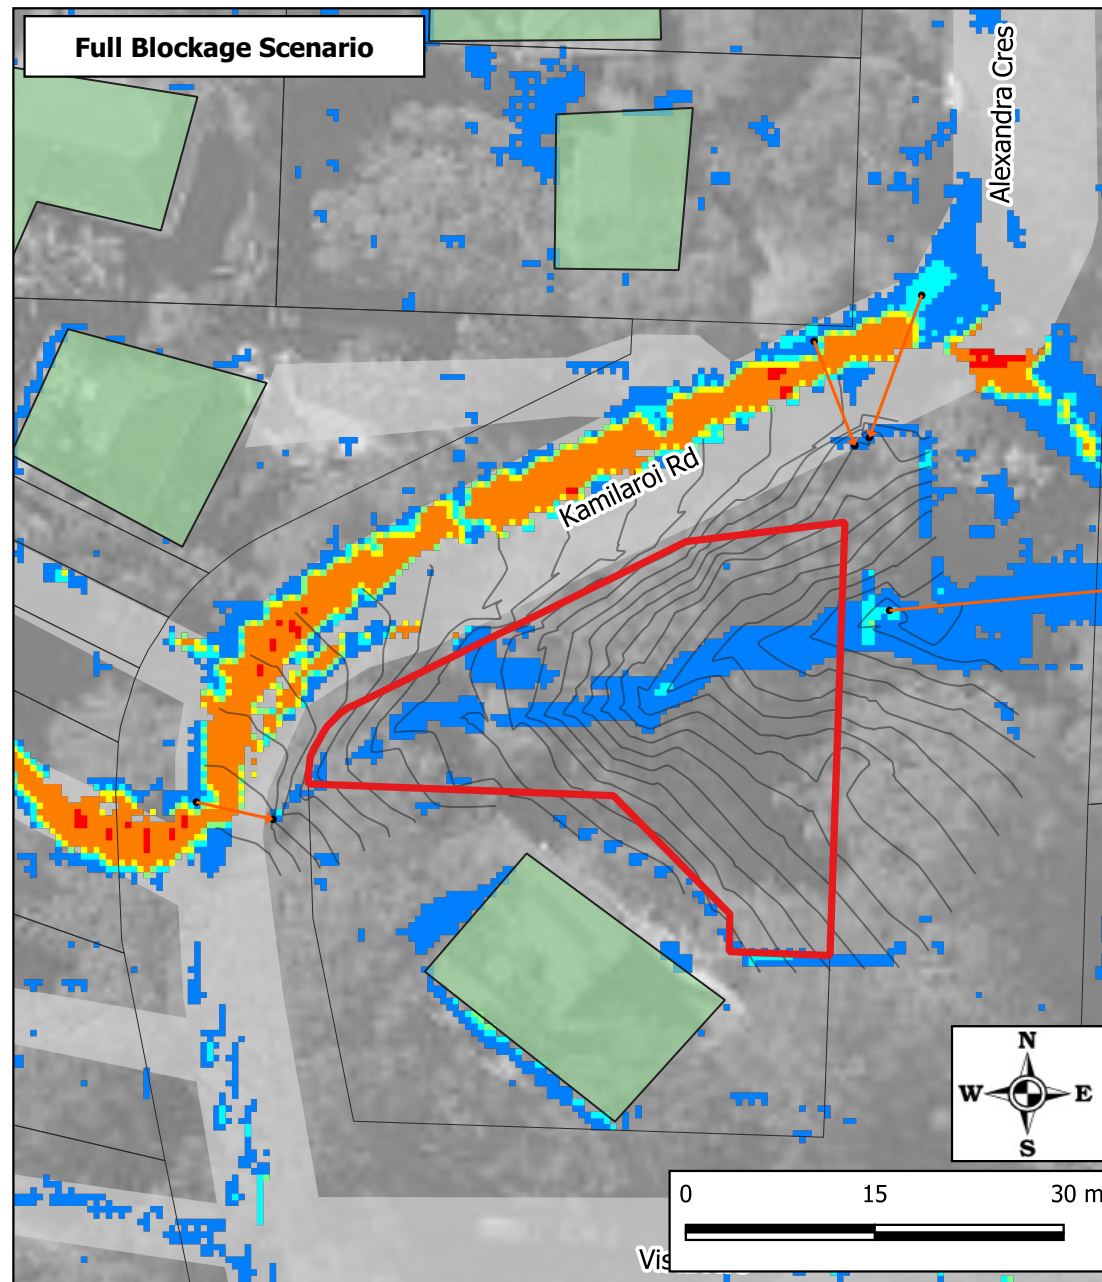 Full Blockage Scenario
Alexandra Cres
Kamilaroi Rd
N
W E
S
0 15 30 m